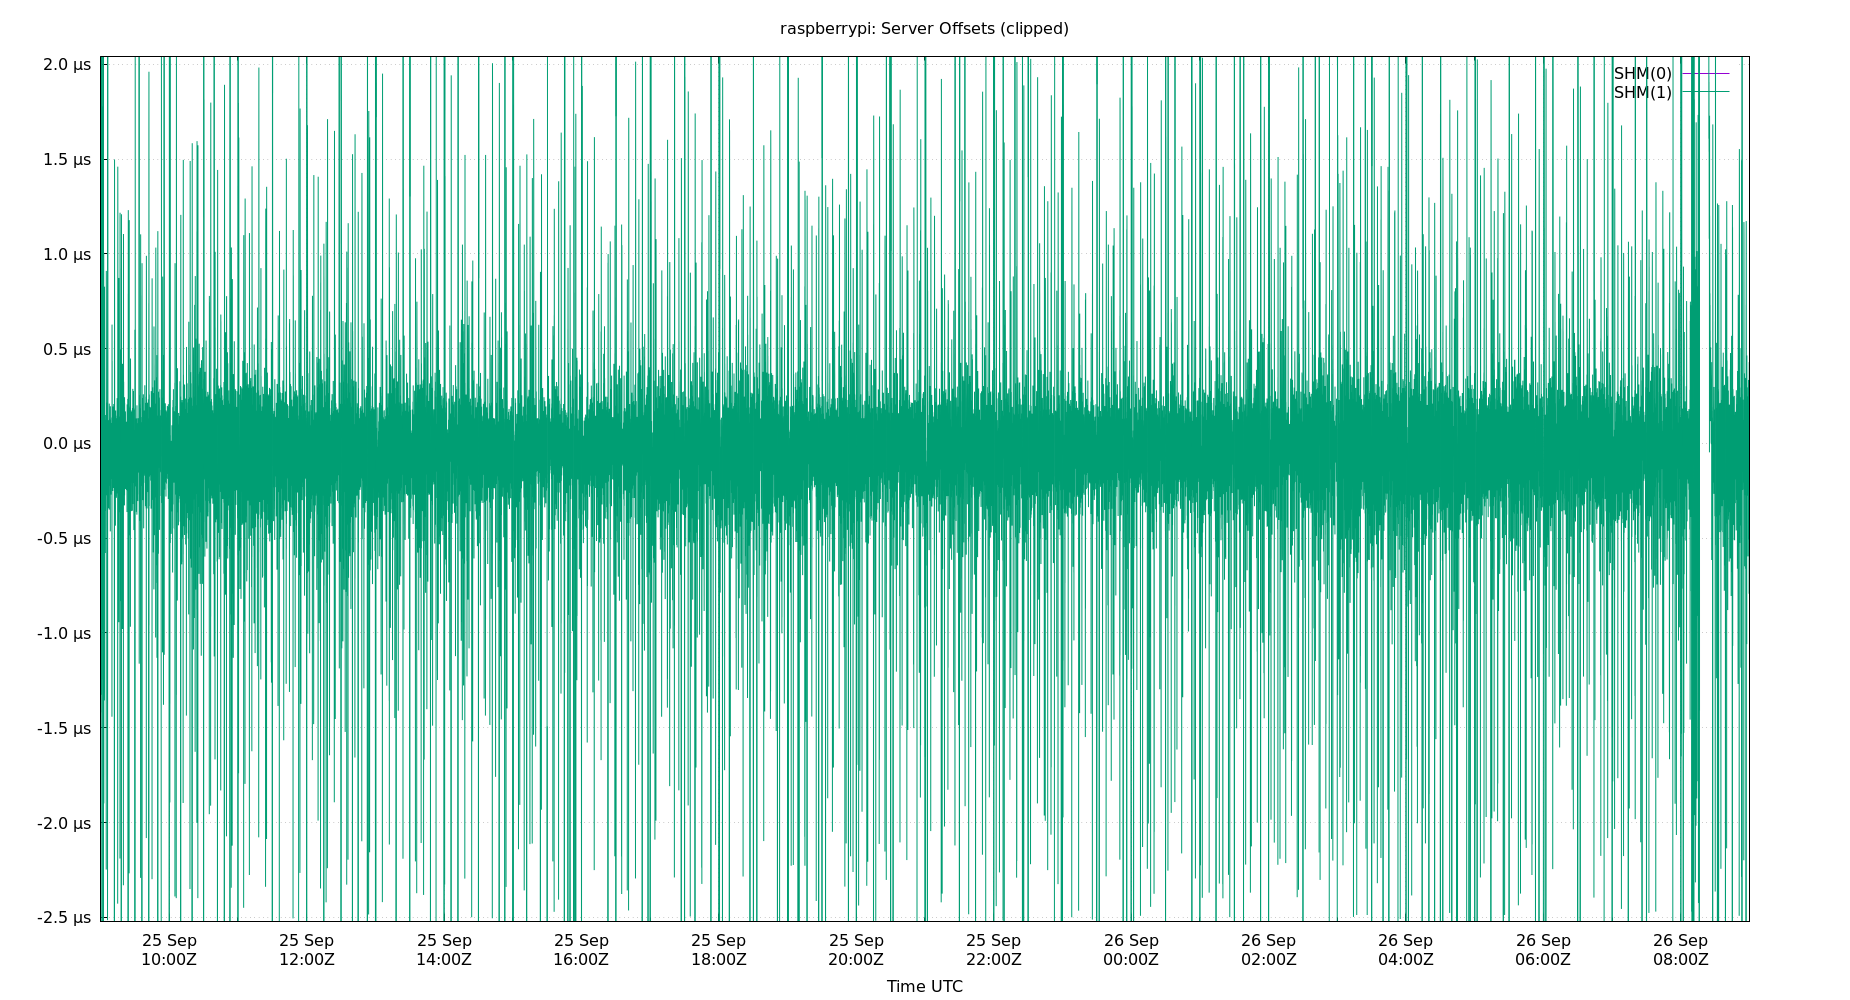 raspberrypi: Server Offsets (clipped)
SHM(0)
SHM(1)
2.0 µs
1.5 µs
1.0 µs
0.5 µs
0.0 µs
-0.5 µs
-1.0 µs
-1.5 µs
-2.0 µs
-2.5 µs
25 Sep 25 Sep 25 Sep 25 Sep 25 Sep 25 Sep 25 Sep 26 Sep 26 Sep 26 Sep 26 Sep 26 Sep
10:00Z 12:00Z 14:00Z 16:00Z 18:00Z 20:00Z 22:00Z 00:00Z 02:00Z 04:00Z 06:00Z 08:00Z
Time UTC